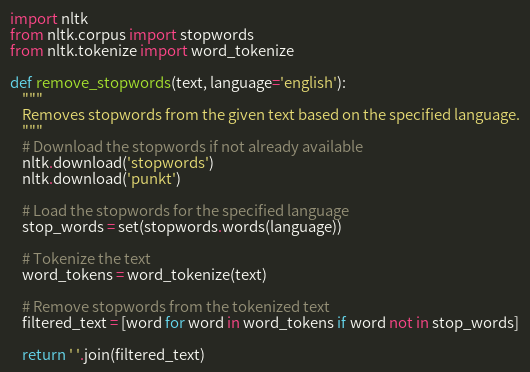 import nltk
from nltk.corpus import stopwords
from nltk.tokenize import word_tokenize

def remove_stopwords(text, language='english'):
    """
    Removes stopwords from the given text based on the specified language.
    """
    # Download the stopwords if not already available
    nltk.download('stopwords')
    nltk.download('punkt')

    # Load the stopwords for the specified language
    stop_words = set(stopwords.words(language))

    # Tokenize the text
    word_tokens = word_tokenize(text)

    # Remove stopwords from the tokenized text
    filtered_text = [word for word in word_tokens if word not in stop_words]

    return ' '.join(filtered_text)